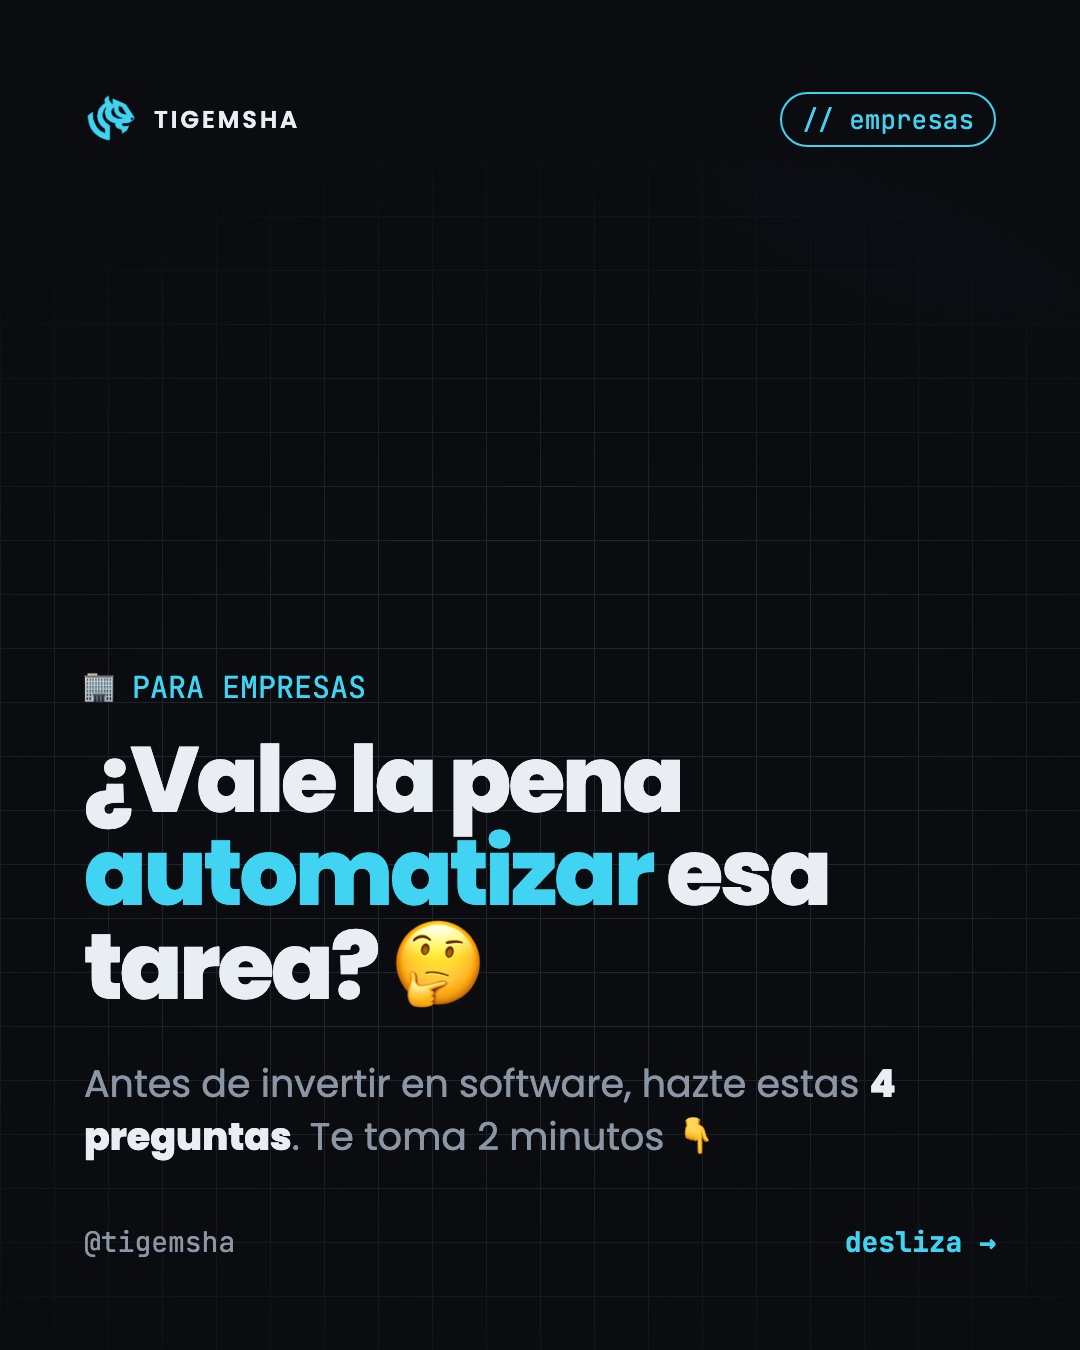 TIGEMSHA
// empresas
🏢 PARA EMPRESAS
¿Vale la pena
automatizar esa
tarea? 🤔
Antes de invertir en software, hazte estas 4
preguntas. Te toma 2 minutos 👇
@tigemsha
desliza →